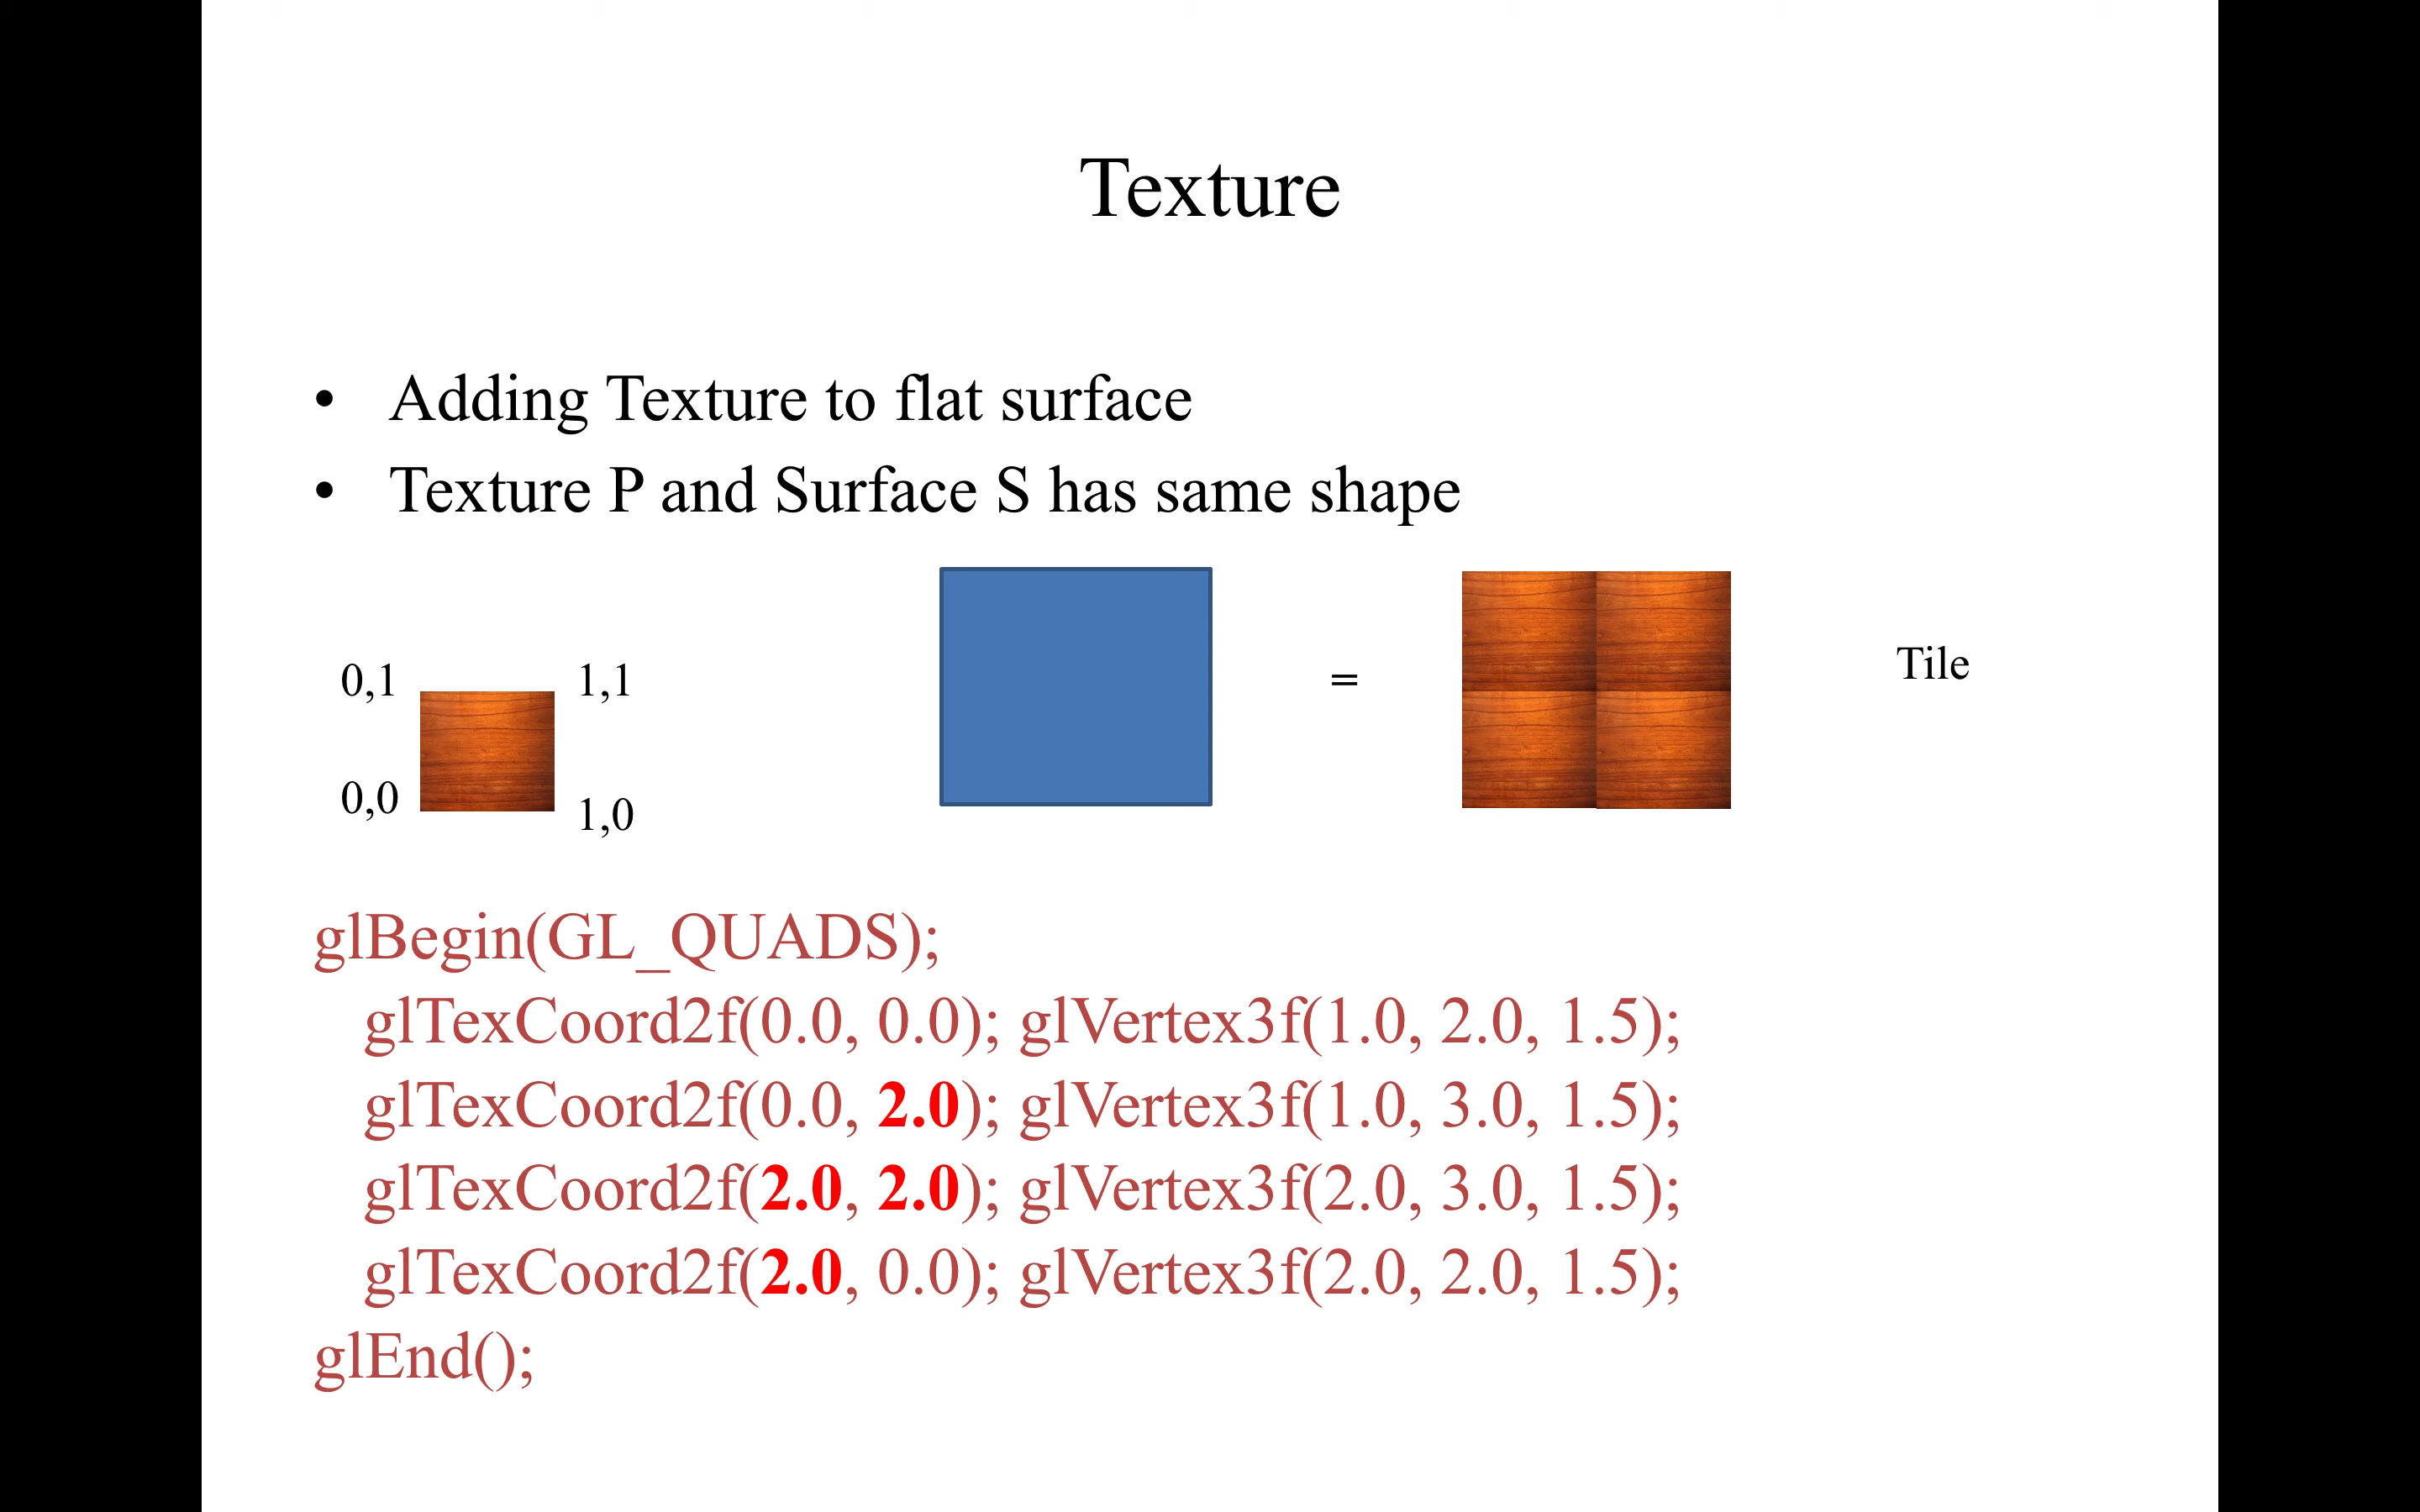 Texture
• Adding Texture to flat surface
• Texture P and Surface S has same shape
0,1 1,1
= Tile
0,0 1,0
glBegin(GL_QUADS);
glTexCoord2f(0.0, 0.0); glVertex3f(1.0, 2.0, 1.5);
glTexCoord2f(0.0, 2.0); glVertex3f(1.0, 3.0, 1.5);
glTexCoord2f(2.0, 2.0); glVertex3f(2.0, 3.0, 1.5);
glTexCoord2f(2.0, 0.0); glVertex3f(2.0, 2.0, 1.5);
glEnd();